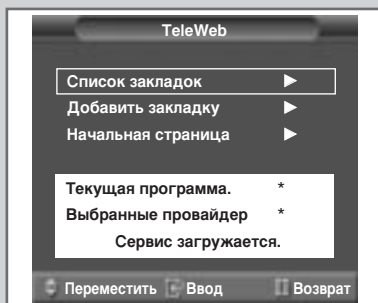 TeleWeb
Список закладок ►
Добавить закладку ►
Начальная страница ►
Текущая программа. *
Выбранные провайдер *
Сервис загружается.
Переместить Ввод Возврат